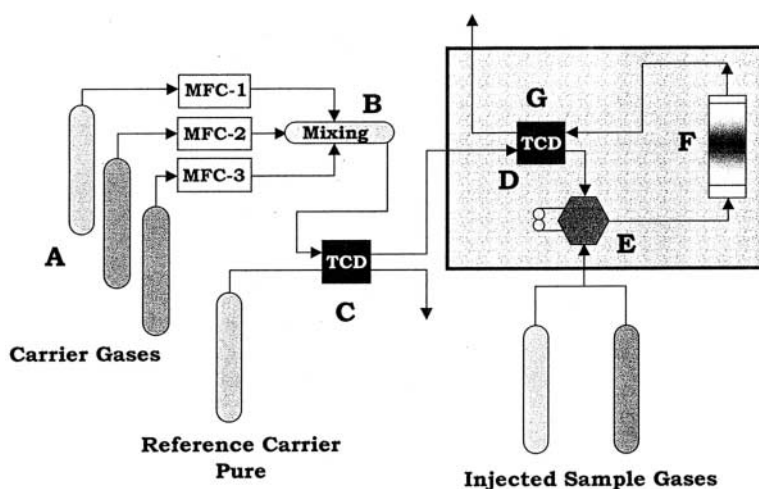 MFC-1
B
MFC-2
Mixing
MFC-3
A
TCD
C
Carrier Gases
Reference Carrier
Pure
G
TCD
D
F
E
Injected Sample Gases